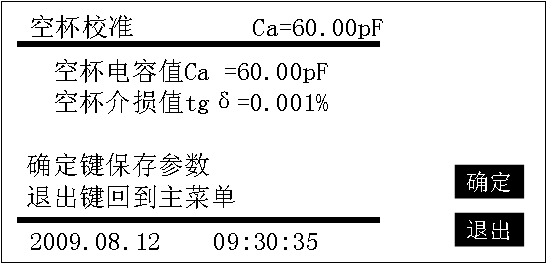 空杯校准 Ca=60.00pF
空杯电容值Ca =60.00pF
空杯介损值tgδ=0.001%
确定键保存参数
退出键回到主菜单
确定
退出
2009.08.12 09:30:35